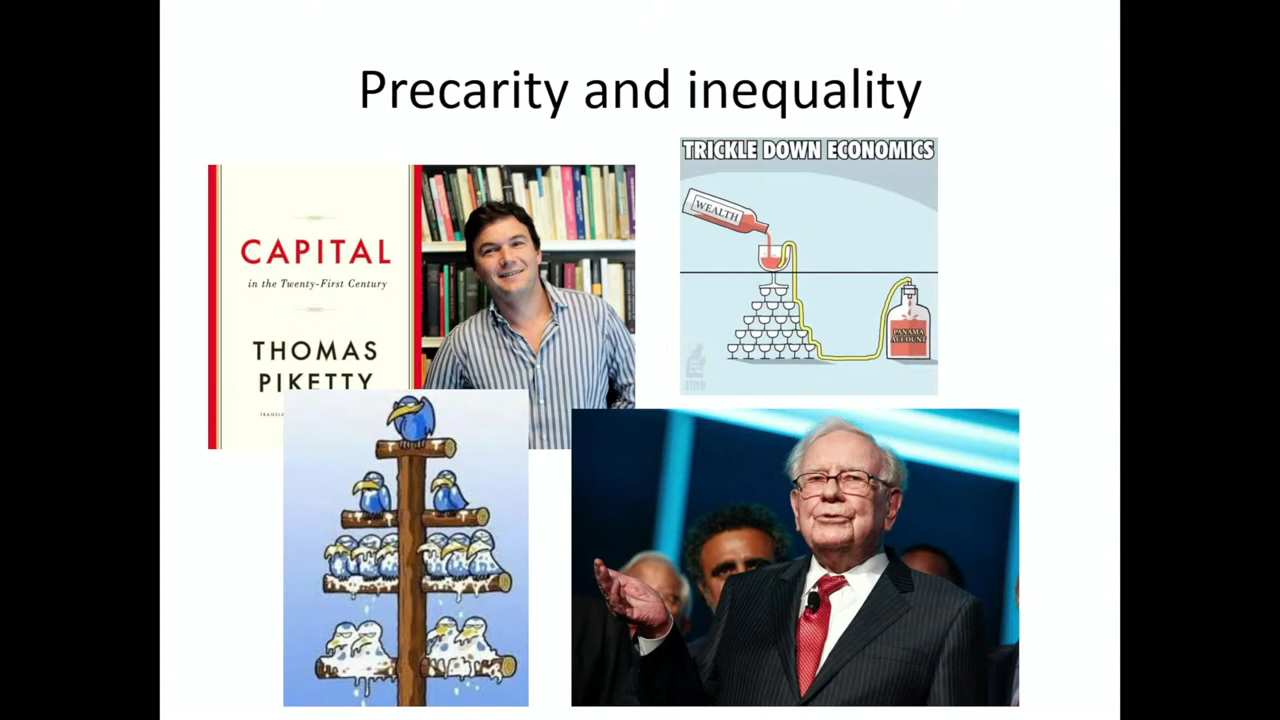 Precarity and inequality
CAPITAL
in the Twenty-First Century
THOMAS
PIKETTY
TRICKLE DOWN ECONOMICS
WEALTH
PANAMA
ACCOUNT